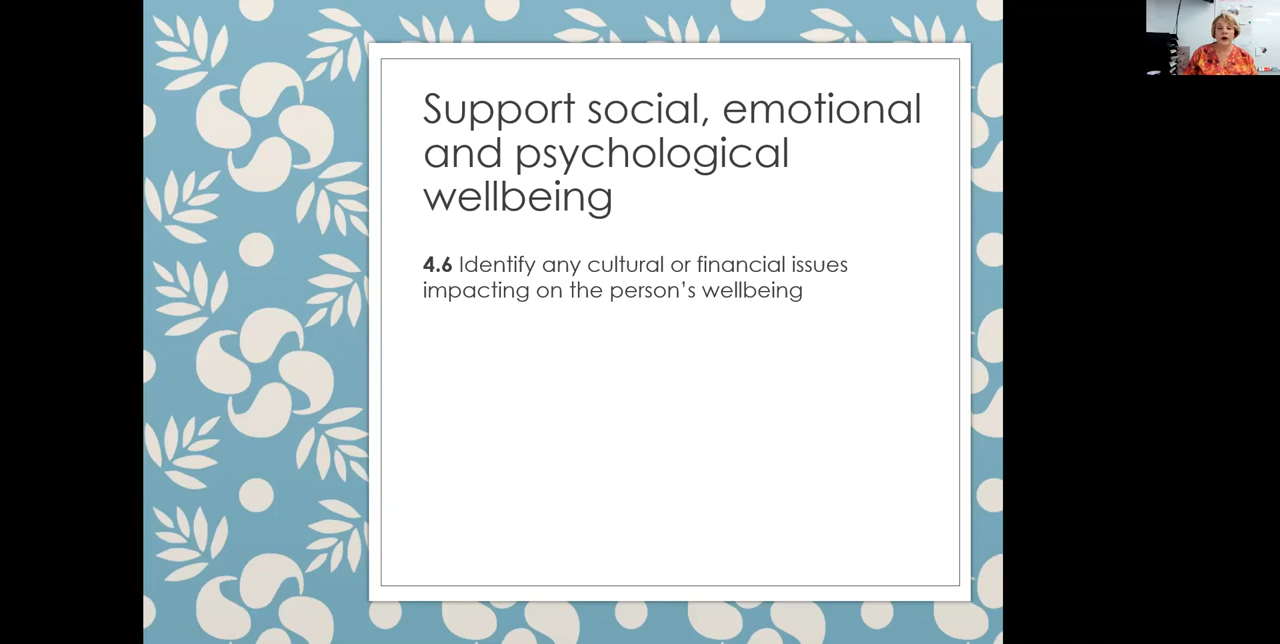 Support social, emotional
and psychological
wellbeing
4.6 Identify any cultural or financial issues
impacting on the person’s wellbeing